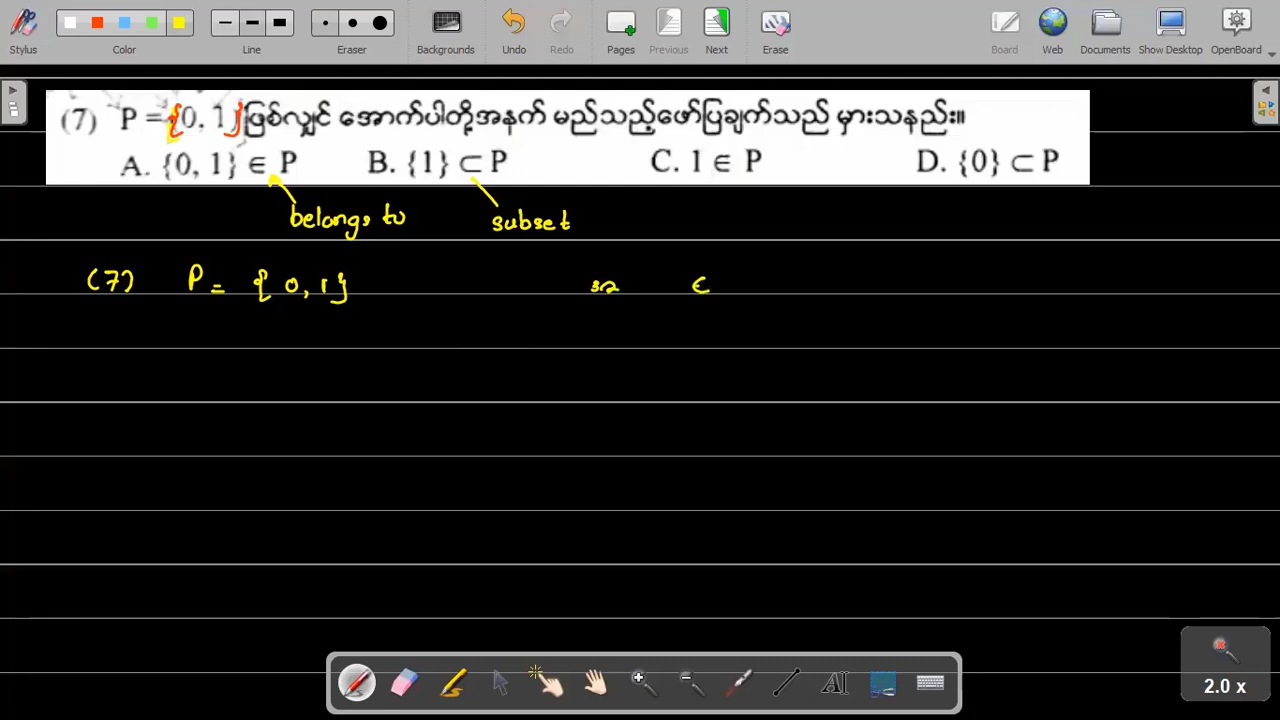 Stylus Color Line Eraser Backgrounds Undo Redo Pages Previous Next Erase Board Web Documents Show Desktop OpenBoard
(7) P = {0, 1} ဖြစ်လျှင် အောက်ပါတို့အနက် မည်သည့်ဖော်ပြချက်သည် မှားသနည်း။
A. {0, 1} ∈ P B. {1} ⊂ P C. 1 ∈ P D. {0} ⊂ P
belongs to subset
(7) P = {0, 1} ∈
2.0 x